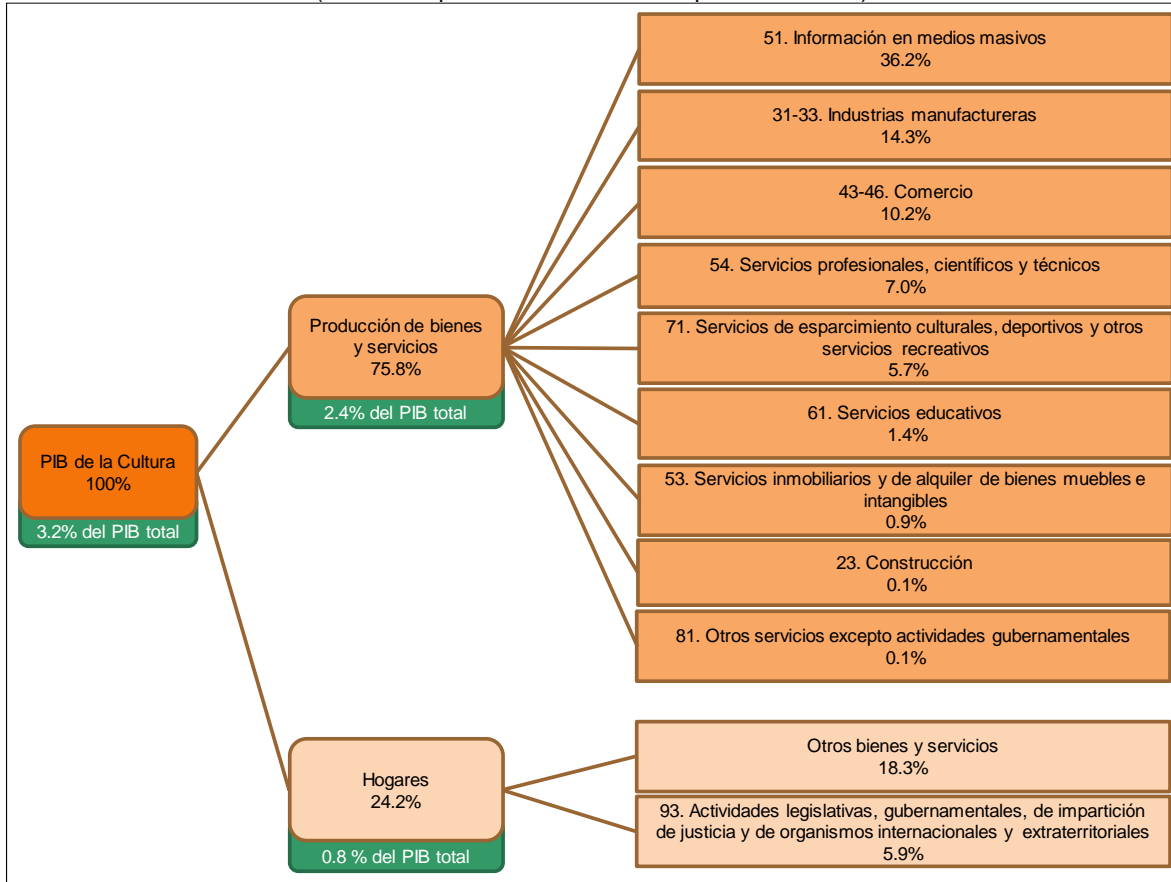 51. Información en medios masivos
36.2%
31-33. Industrias manufactureras
14.3%
43-46. Comercio
10.2%
54. Servicios profesionales, científicos y técnicos
7.0%
71. Servicios de esparcimiento culturales, deportivos y otros
servicios recreativos
5.7%
61. Servicios educativos
1.4%
53. Servicios inmobiliarios y de alquiler de bienes muebles e
intangibles
0.9%
23. Construcción
0.1%
81. Otros servicios excepto actividades gubernamentales
0.1%
Producción de bienes
y servicios
75.8%
2.4% del PIB total
PIB de la Cultura
100%
3.2% del PIB total
Hogares
24.2%
0.8 % del PIB total
Otros bienes y servicios
18.3%
93. Actividades legislativas, gubernamentales, de impartición
de justicia y de organismos internacionales y extraterritoriales
5.9%